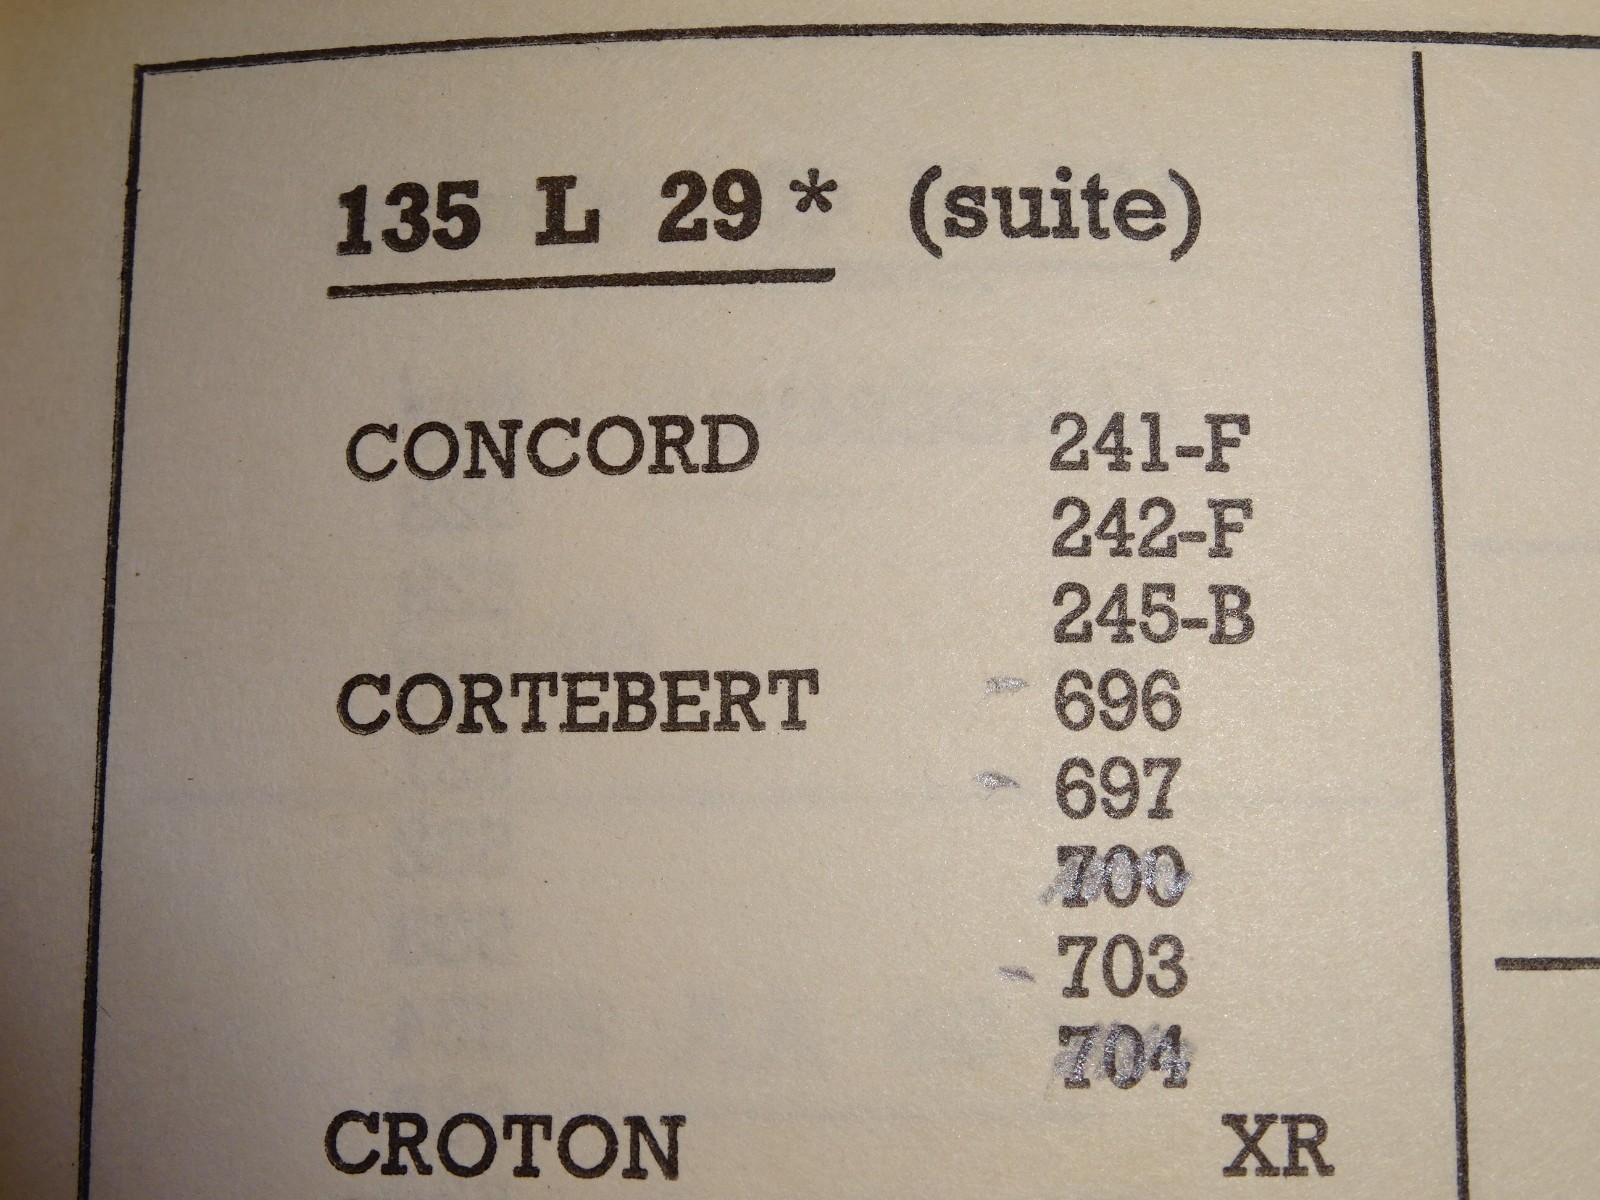 135 L 29 * (suite)
CONCORD 241-F
242-F
245-B
CORTEBERT 696
697
700
703
704
CROTON XR